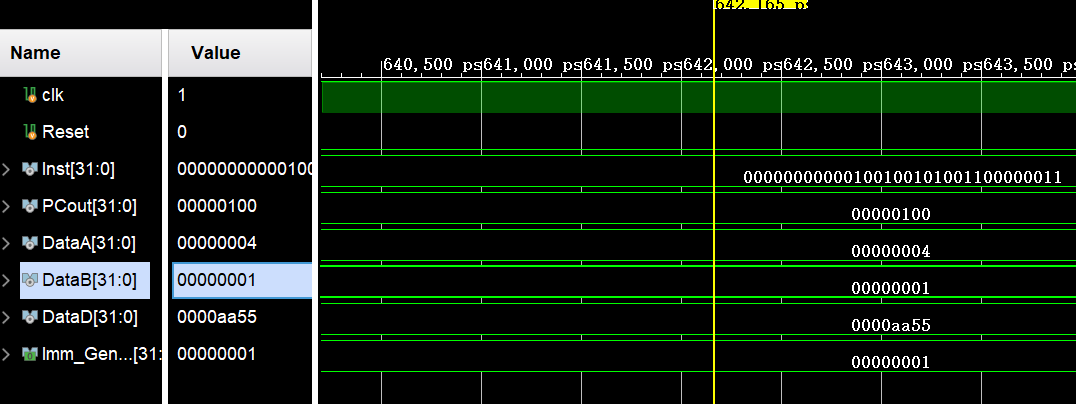 642,165 ps
Name Value
640,500 ps 641,000 ps 641,500 ps 642,000 ps 642,500 ps 643,000 ps 643,500 ps
clk 1
Reset 0
Inst[31:0] 00000000000100 00000000000100100101001100000011
PCout[31:0] 00000100 00000100
DataA[31:0] 00000004 00000004
DataB[31:0] 00000001 00000001
DataD[31:0] 0000aa55 0000aa55
Imm_Gen...[31: 00000001 00000001